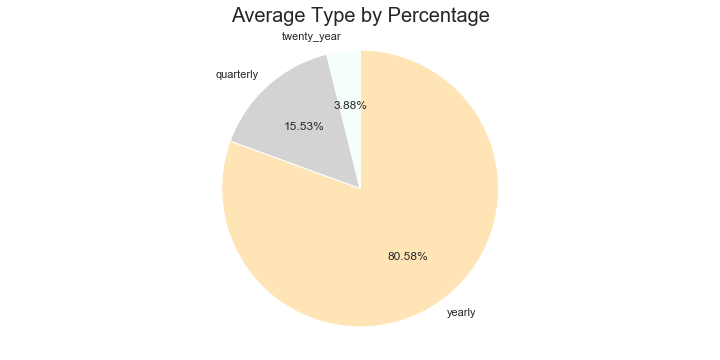 Average Type by Percentage
twenty_year
quarterly
3.88%
15.53%
80.58%
yearly